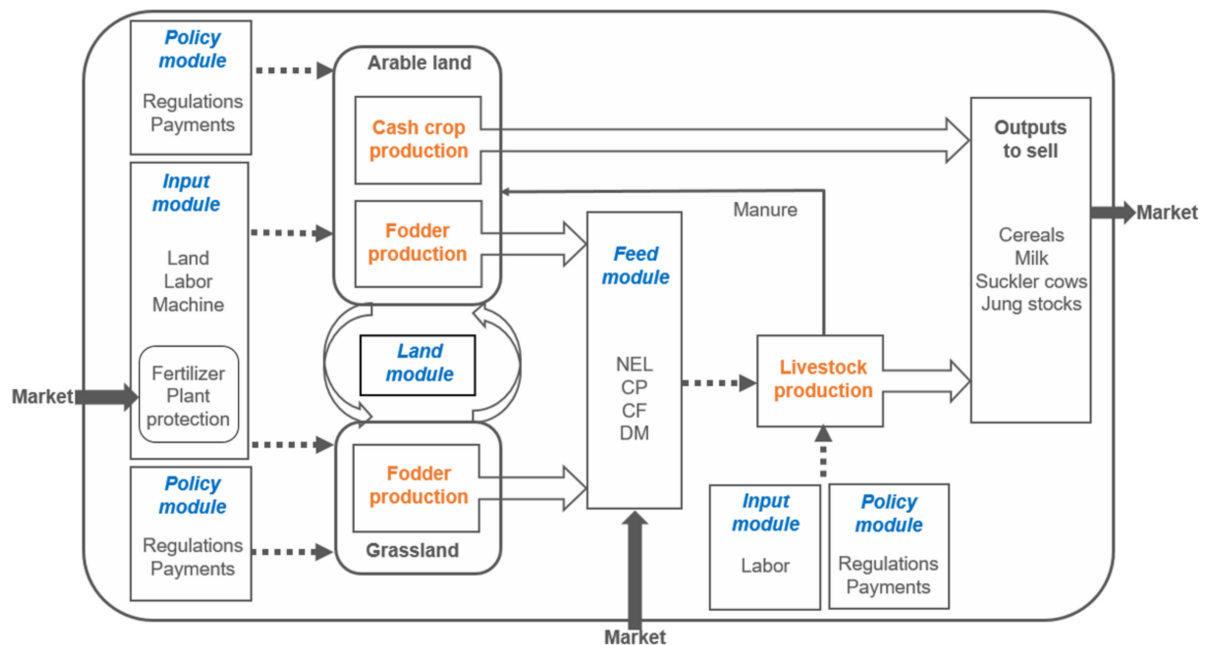 Policy
module
Regulations
Payments
Input
module
Land
Labor
Machine
Fertilizer
Plant
protection
Market
Policy
module
Regulations
Payments
Arable land
Cash crop
production
Fodder
production
Land
module
Fodder
production
Grassland
Feed
module
NEL
CP
CF
DM
Market
Manure
Livestock
production
Input
module
Labor
Policy
module
Regulations
Payments
Outputs
to sell
Cereals
Milk
Suckler cows
Jung stocks
Market